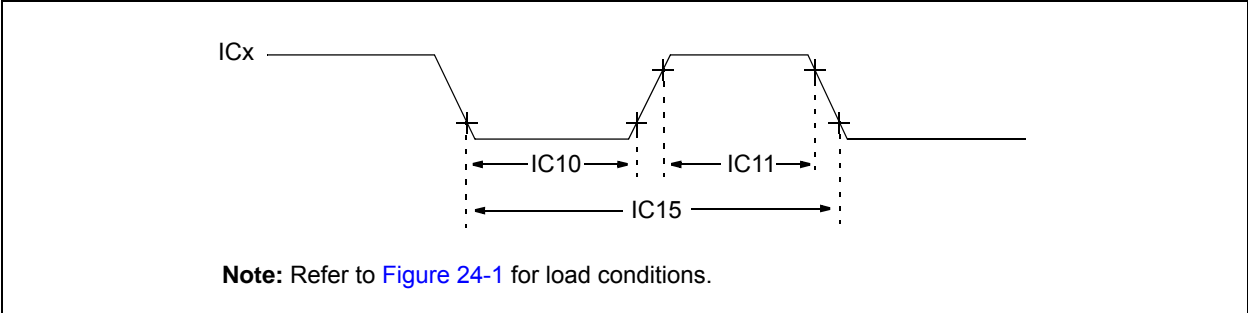 ICx
IC10
IC11
IC15
Note: Refer to Figure 24-1 for load conditions.